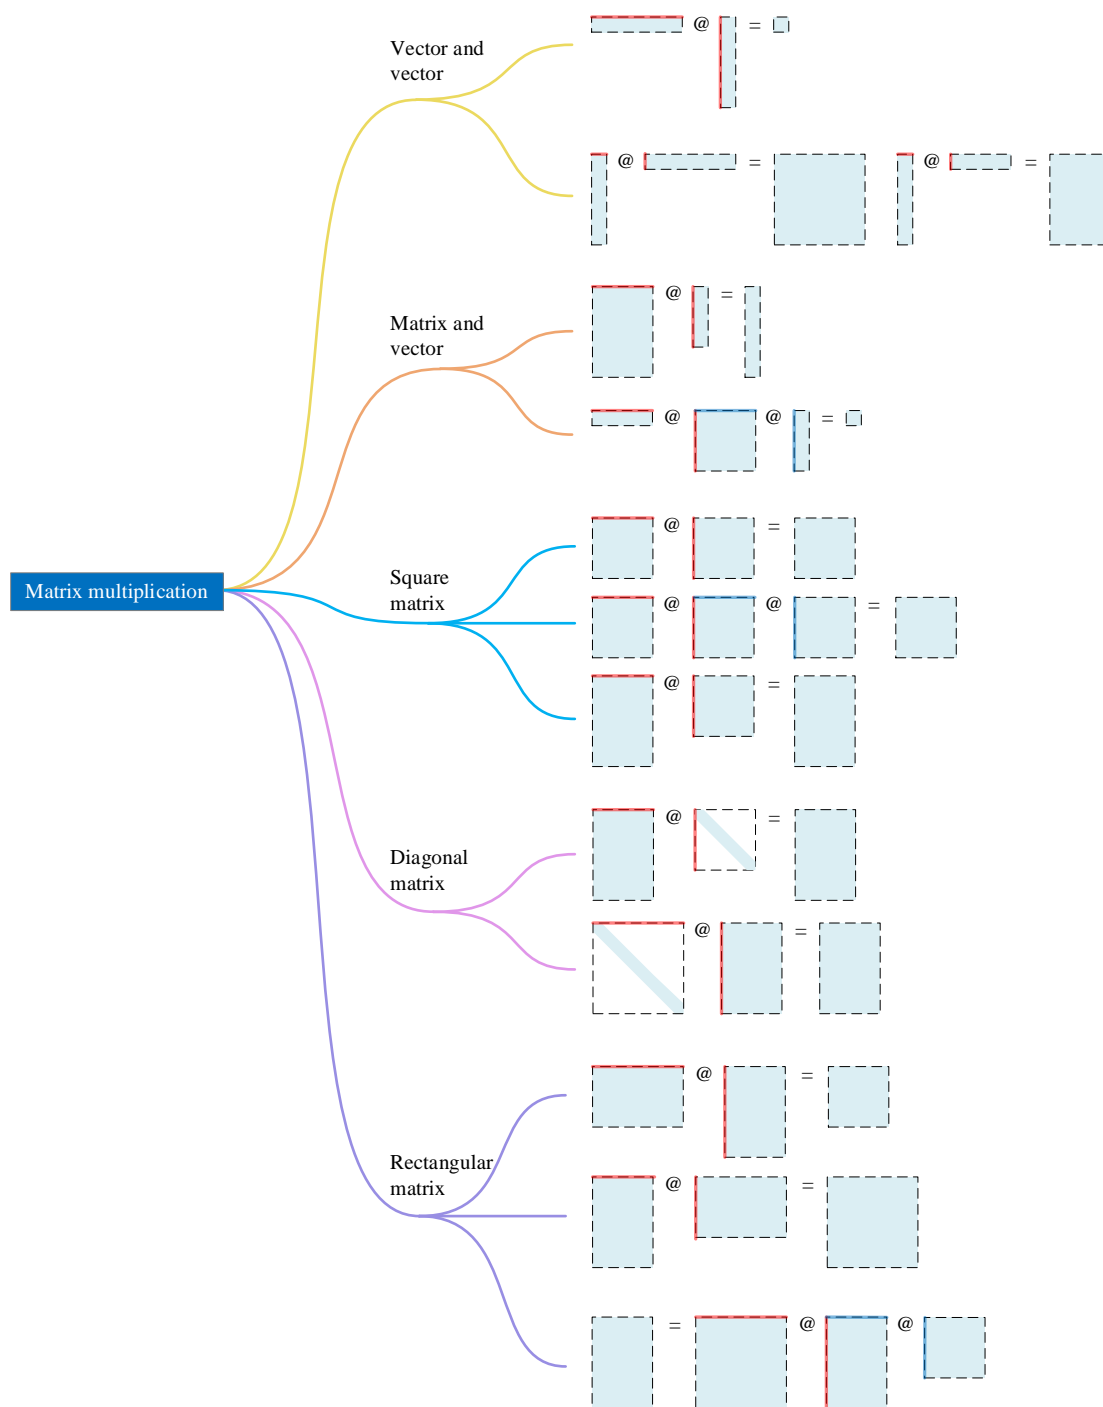 @ =
Vector and
vector
@ = @ =
@ =
Matrix and
vector
@ @ =
@ =
Square
matrix
Matrix multiplication
@ @ =
@ =
@ =
Diagonal
matrix
@ =
@ =
Rectangular
matrix
@ =
= @ @